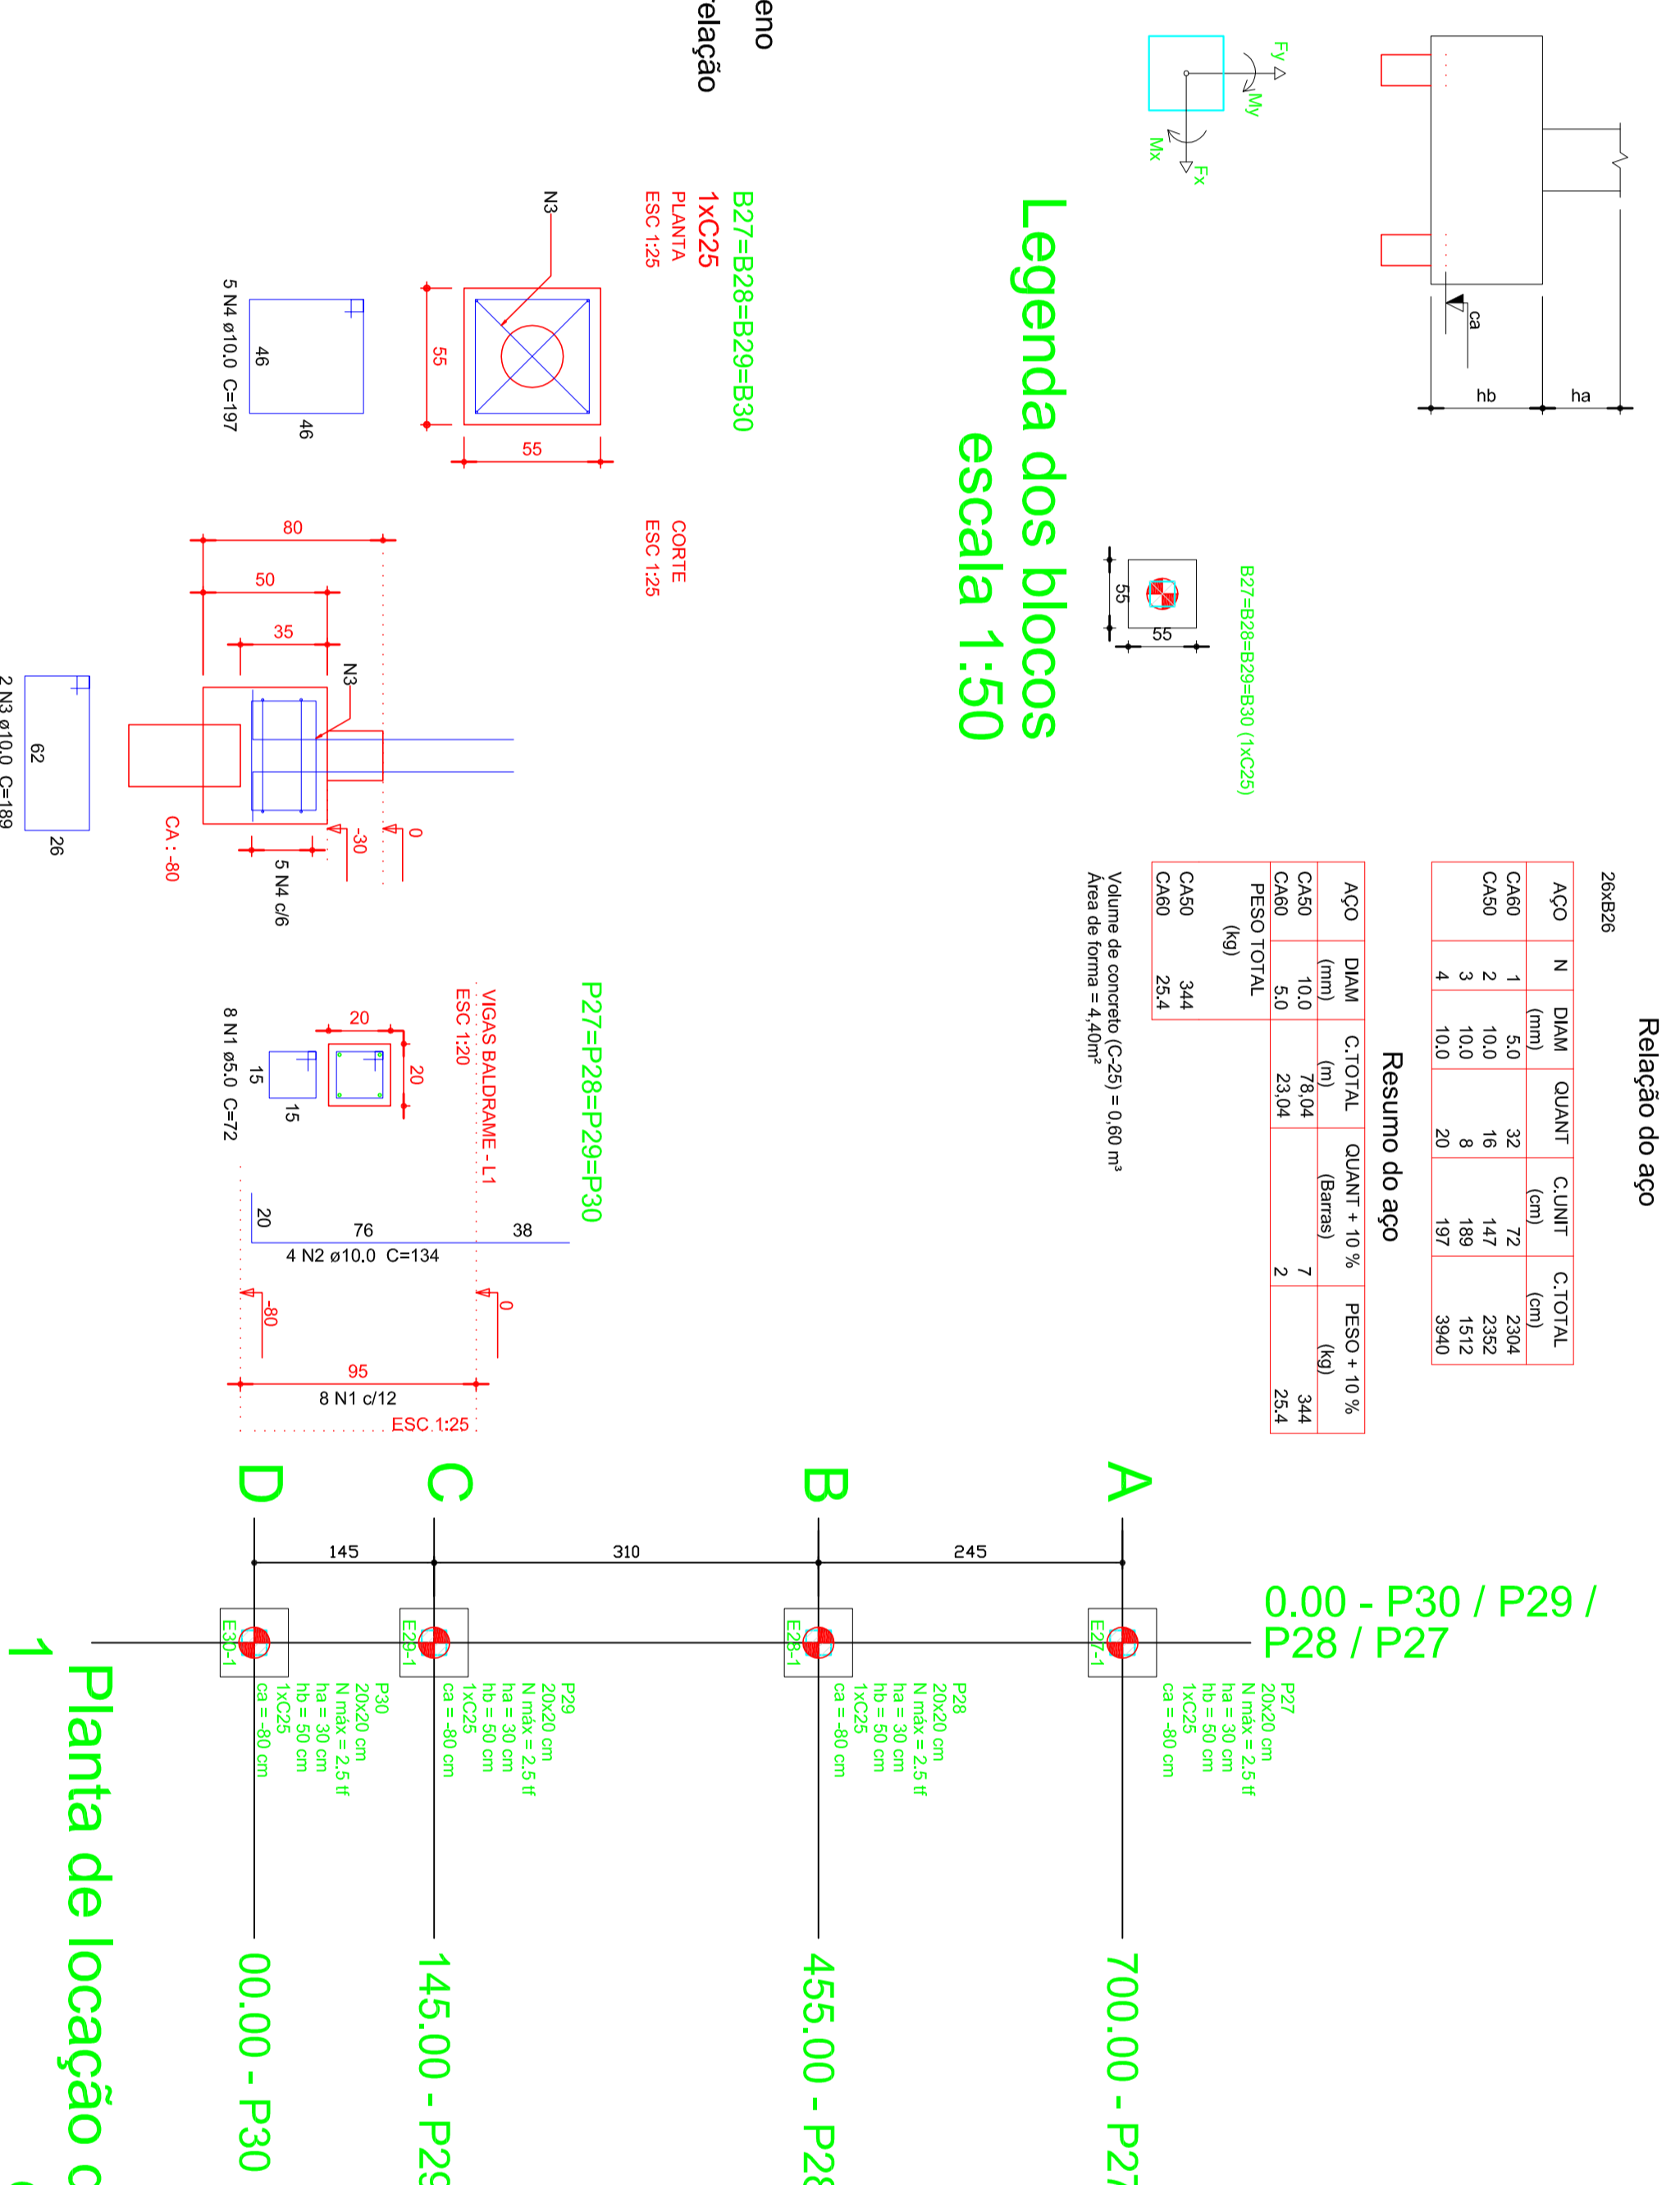 Relação do aço
26xB26
AÇO N DIAM QUANT C.UNIT C.TOTAL
(mm) (cm) (cm)
CA60 1 5.0 32 72 2304
CA50 2 10.0 16 147 2352
3 10.0 8 189 1512
4 10.0 20 197 3940
Resumo do aço
AÇO DIAM C.TOTAL QUANT + 10 % PESO + 10 %
(mm) (m) (Barras) (kg)
CA50 10.0 78,04 7 344
CA60 5.0 23,04 2 25.4
PESO TOTAL
(kg)
CA50 344
CA60 25.4
Volume de concreto (C-25) = 0,60 m³
Área de forma = 4,40m²
ha
hb
ca
Fy
My
Mx
Fx
B27=B28=B29=B30 (1xC25)
55
55
Legenda dos blocos
escala 1:50
eno
relação
B27=B28=B29=B30
1xC25
PLANTA
ESC 1:25
N3
55
55
46
46
5 N4 ø10.0 C=197
CORTE
ESC 1:25
80
50
35
N3
0
-30
5 N4 c/6
CA : -80
62
26
2 N3 ø10.0 C=189
P27=P28=P29=P30
VIGAS BALDRAME - L1
ESC 1:20
20
20
15
15
8 N1 ø5.0 C=72
38
76
20
4 N2 ø10.0 C=134
0
-80
95
8 N1 c/12
ESC 1:25
0.00 - P30 / P29 /
P28 / P27
A
245
E27-1
P27
20x20 cm
N máx = 2.5 tf
ha = 30 cm
hb = 50 cm
1xC25
ca = -80 cm
700.00 - P27
B
310
E28-1
P28
20x20 cm
N máx = 2.5 tf
ha = 30 cm
hb = 50 cm
1xC25
ca = -80 cm
455.00 - P28
C
145
E29-1
P29
20x20 cm
N máx = 2.5 tf
ha = 30 cm
hb = 50 cm
1xC25
ca = -80 cm
145.00 - P29
D
E30-1
P30
20x20 cm
N máx = 2.5 tf
ha = 30 cm
hb = 50 cm
1xC25
ca = -80 cm
00.00 - P30
Planta de locação
1